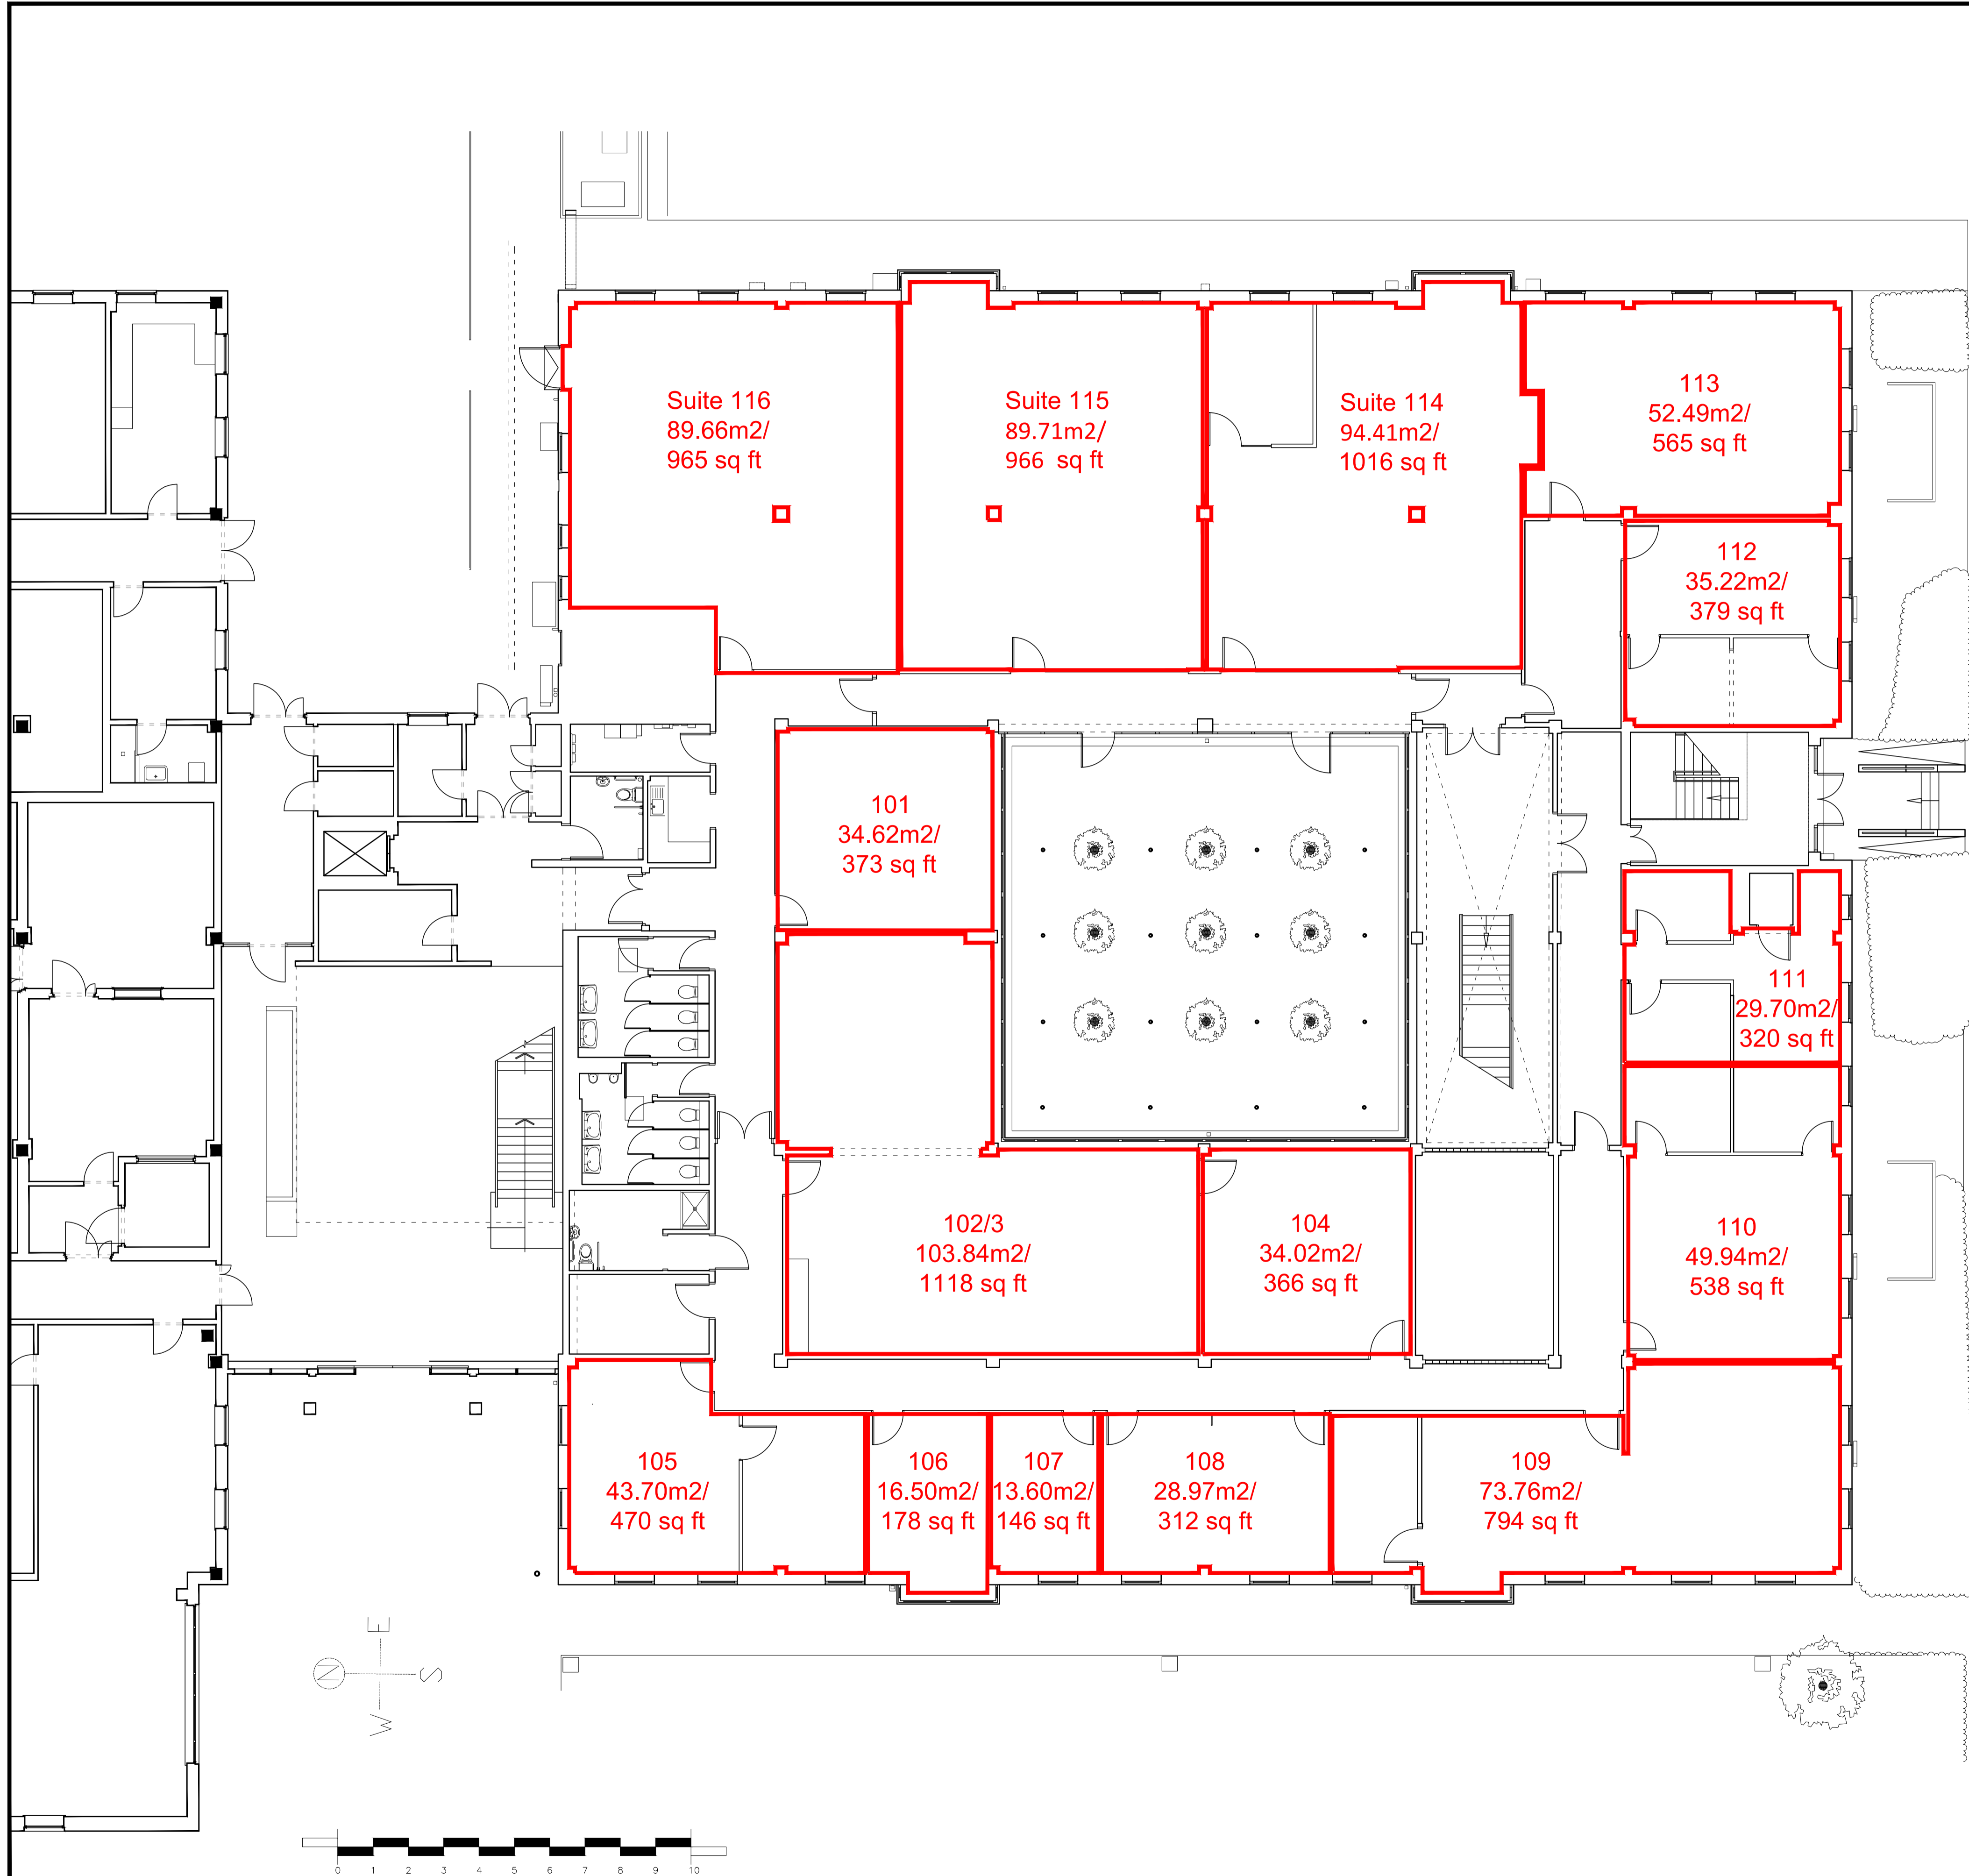 Suite 116
89.66m2/
965 sq ft
Suite 115
89.71m2/
966  sq ft
Suite 114
94.41m2/
1016 sq ft
113
52.49m2/
565 sq ft
112
35.22m2/
379 sq ft
101
34.62m2/
373 sq ft
111
29.70m2/
320 sq ft
102/3
103.84m2/
1118 sq ft
104
34.02m2/
366 sq ft
110
49.94m2/
538 sq ft
105
43.70m2/
470 sq ft
106
16.50m2/
178 sq ft
107
13.60m2/
146 sq ft
108
28.97m2/
312 sq ft
109
73.76m2/
794 sq ft
E
N
S
W
0 1 2 3 4 5 6 7 8 9 10